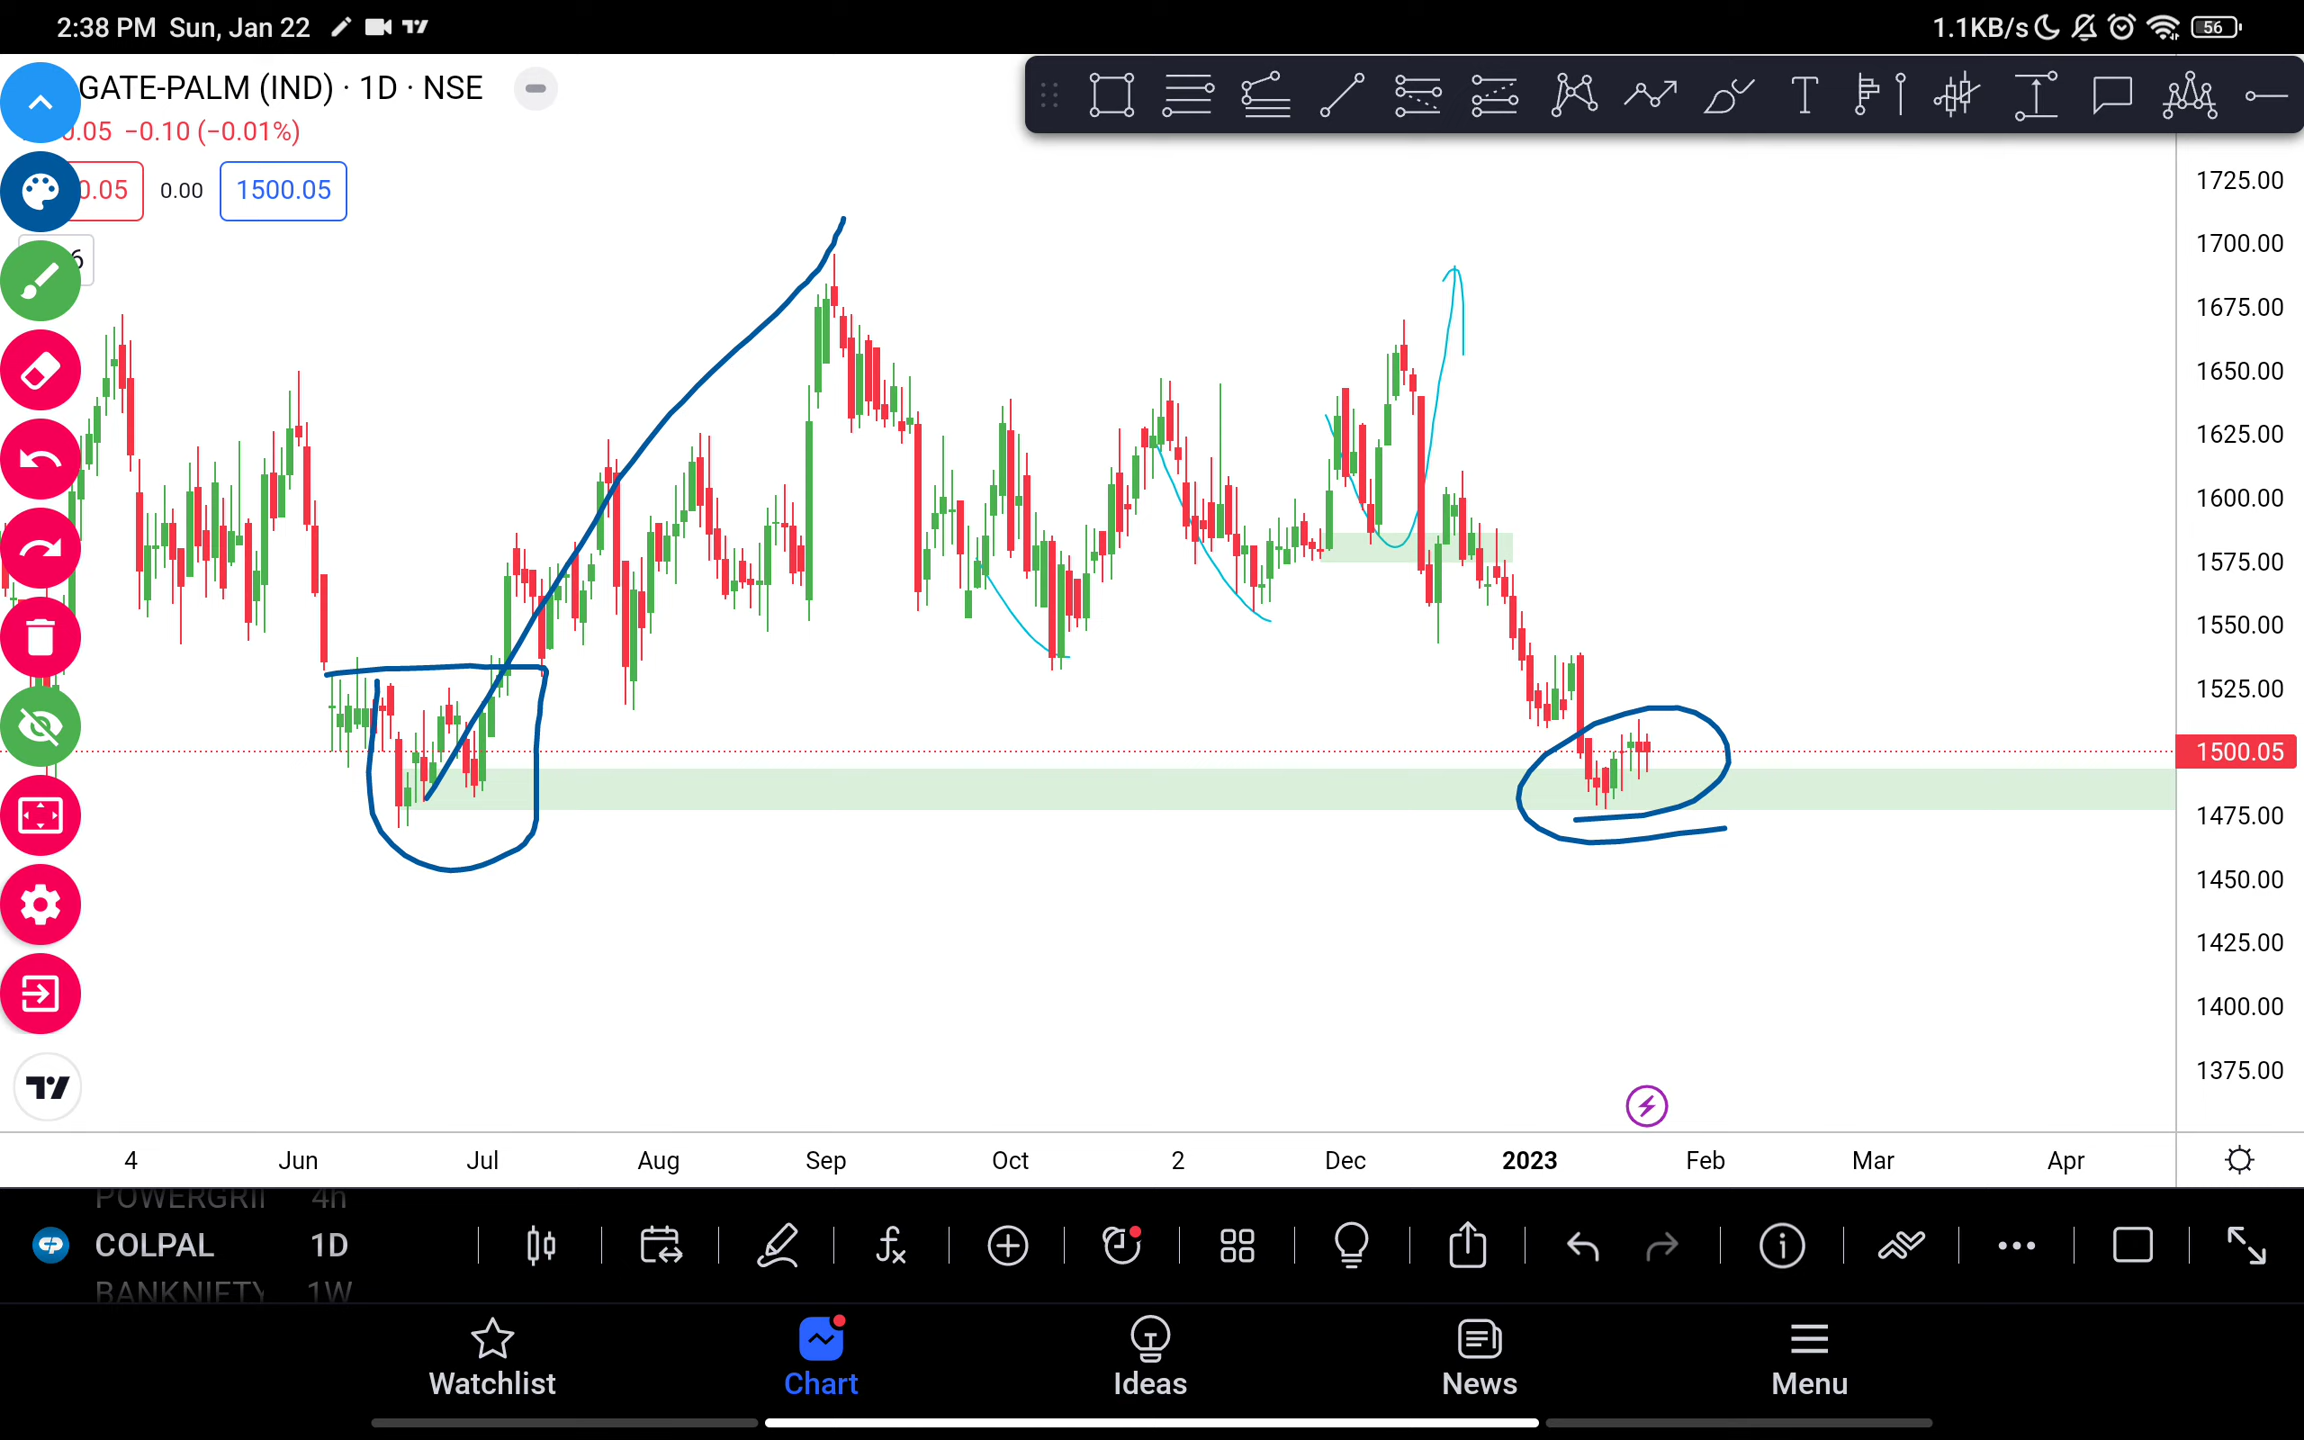 2:38 PM Sun, Jan 22
1.1KB/s
56
GATE-PALM (IND) · 1D · NSE
0.05 −0.10 (−0.01%)
0.05 0.00 1500.05
6
1725.00
1700.00
1675.00
1650.00
1625.00
1600.00
1575.00
1550.00
1525.00
1500.05
1475.00
1450.00
1425.00
1400.00
1375.00
4 Jun Jul Aug Sep Oct 2 Dec 2023 Feb Mar Apr
POWERGRI 4h
COLPAL 1D
BANKNIFTY 1W
Watchlist Chart Ideas News Menu